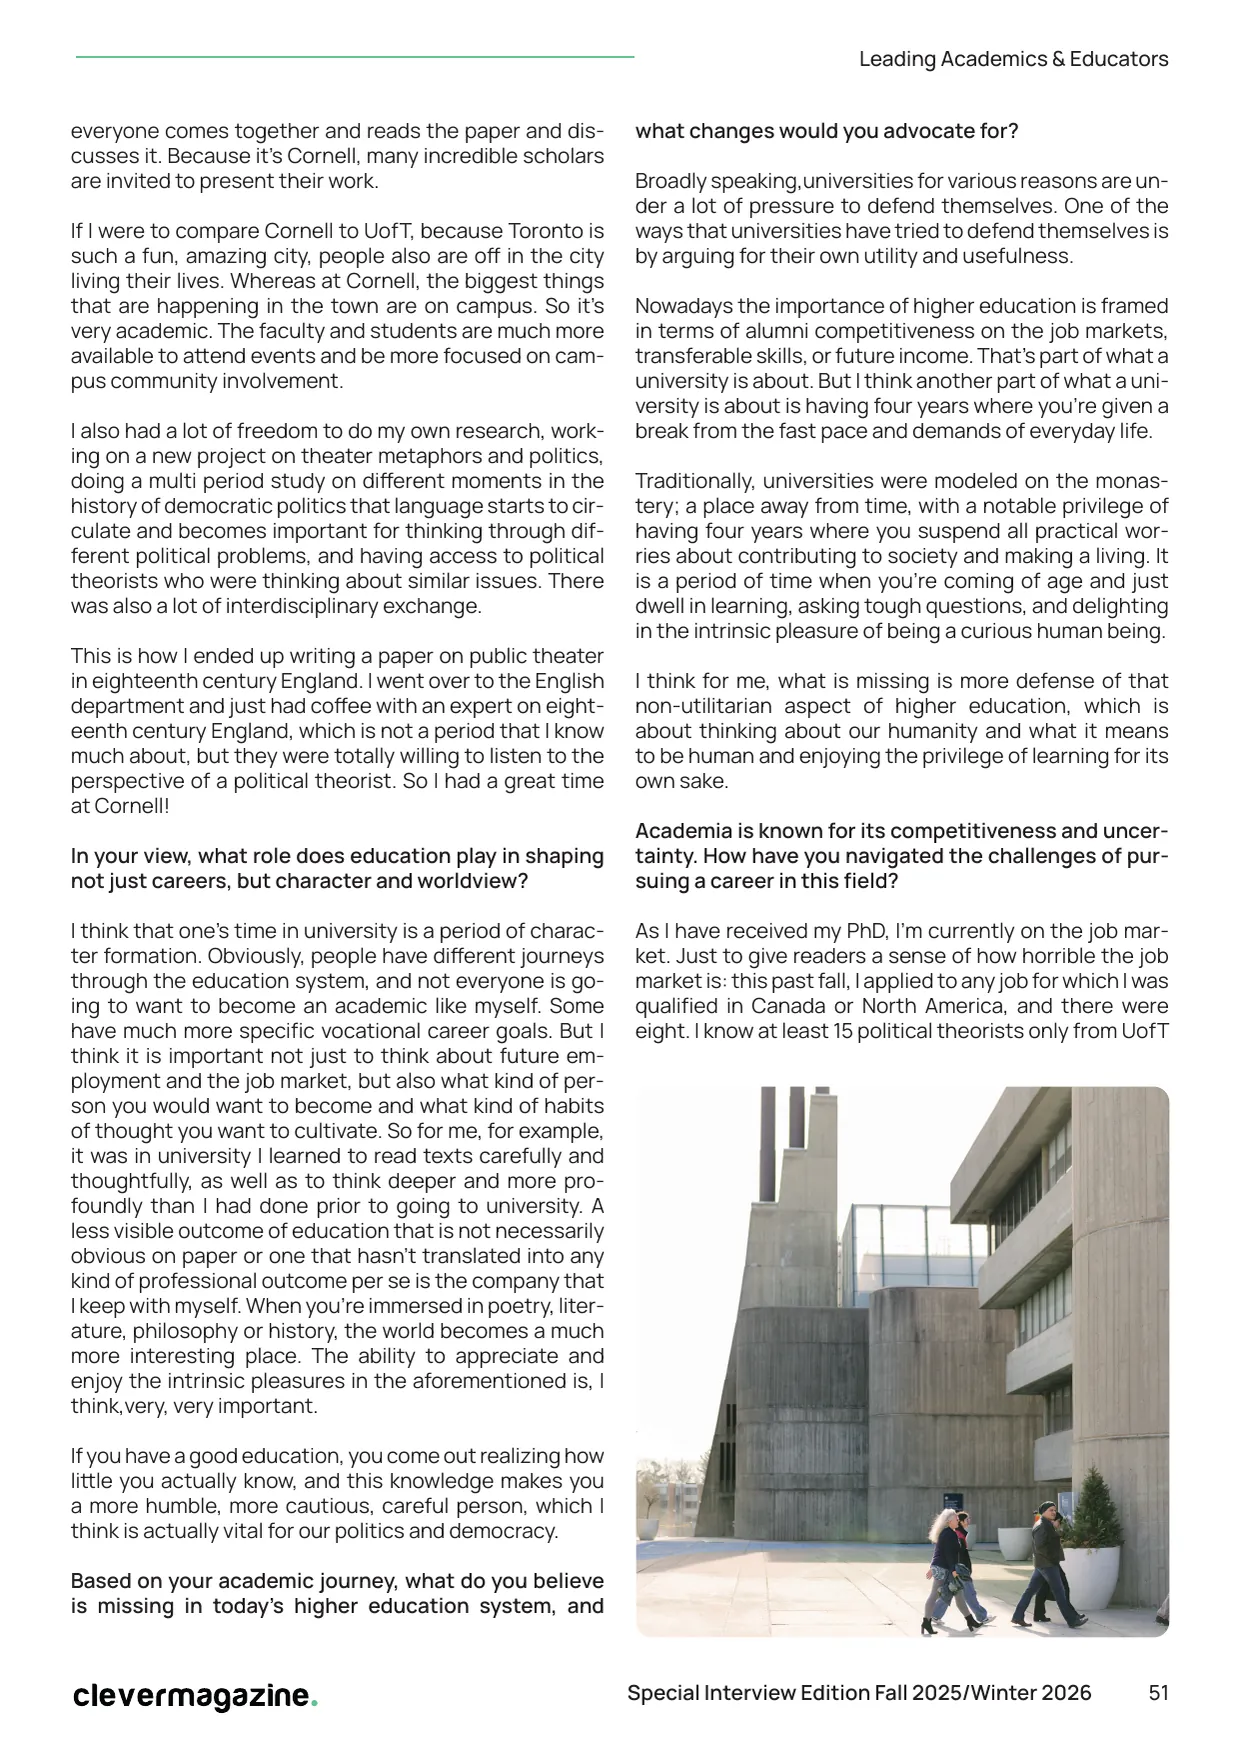 Leading Academics & Educators
everyone comes together and reads the paper and dis-
cusses it. Because it's Cornell, many incredible scholars
are invited to present their work.
If I were to compare Cornell to UofT, because Toronto is
such a fun, amazing city, people also are off in the city
living their lives. Whereas at Cornell, the biggest things
that are happening in the town are on campus. So it's
very academic. The faculty and students are much more
available to attend events and be more focused on cam-
pus community involvement.
I also had a lot of freedom to do my own research, work-
ing on a new project on theater metaphors and politics,
doing a multi period study on different moments in the
history of democratic politics that language starts to cir-
culate and becomes important for thinking through dif-
ferent political problems, and having access to political
theorists who were thinking about similar issues. There
was also a lot of interdisciplinary exchange.
This is how I ended up writing a paper on public theater
in eighteenth century England. I went over to the English
department and just had coffee with an expert on eight-
eenth century England, which is not a period that I know
much about, but they were totally willing to listen to the
perspective of a political theorist. So I had a great time
at Cornell!
In your view, what role does education play in shaping
not just careers, but character and worldview?
I think that one's time in university is a period of charac-
ter formation. Obviously, people have different journeys
through the education system, and not everyone is go-
ing to want to become an academic like myself. Some
have much more specific vocational career goals. But I
think it is important not just to think about future em-
ployment and the job market, but also what kind of per-
son you would want to become and what kind of habits
of thought you want to cultivate. So for me, for example,
it was in university I learned to read texts carefully and
thoughtfully, as well as to think deeper and more pro-
foundly than I had done prior to going to university. A
less visible outcome of education that is not necessarily
obvious on paper or one that hasn't translated into any
kind of professional outcome per se is the company that
I keep with myself. When you're immersed in poetry, liter-
ature, philosophy or history, the world becomes a much
more interesting place. The ability to appreciate and
enjoy the intrinsic pleasures in the aforementioned is, I
think,very, very important.
If you have a good education, you come out realizing how
little you actually know, and this knowledge makes you
a more humble, more cautious, careful person, which I
think is actually vital for our politics and democracy.
Based on your academic journey, what do you believe
is missing in today's higher education system, and
what changes would you advocate for?
Broadly speaking,universities for various reasons are un-
der a lot of pressure to defend themselves. One of the
ways that universities have tried to defend themselves is
by arguing for their own utility and usefulness.
Nowadays the importance of higher education is framed
in terms of alumni competitiveness on the job markets,
transferable skills, or future income. That's part of what a
university is about. But I think another part of what a uni-
versity is about is having four years where you're given a
break from the fast pace and demands of everyday life.
Traditionally, universities were modeled on the monas-
tery; a place away from time, with a notable privilege of
having four years where you suspend all practical wor-
ries about contributing to society and making a living. It
is a period of time when you're coming of age and just
dwell in learning, asking tough questions, and delighting
in the intrinsic pleasure of being a curious human being.
I think for me, what is missing is more defense of that
non-utilitarian aspect of higher education, which is
about thinking about our humanity and what it means
to be human and enjoying the privilege of learning for its
own sake.
Academia is known for its competitiveness and uncer-
tainty. How have you navigated the challenges of pur-
suing a career in this field?
As I have received my PhD, I'm currently on the job mar-
ket. Just to give readers a sense of how horrible the job
market is: this past fall, I applied to any job for which I was
qualified in Canada or North America, and there were
eight. I know at least 15 political theorists only from UofT
clevermagazine.
Special Interview Edition Fall 2025/Winter 2026
51